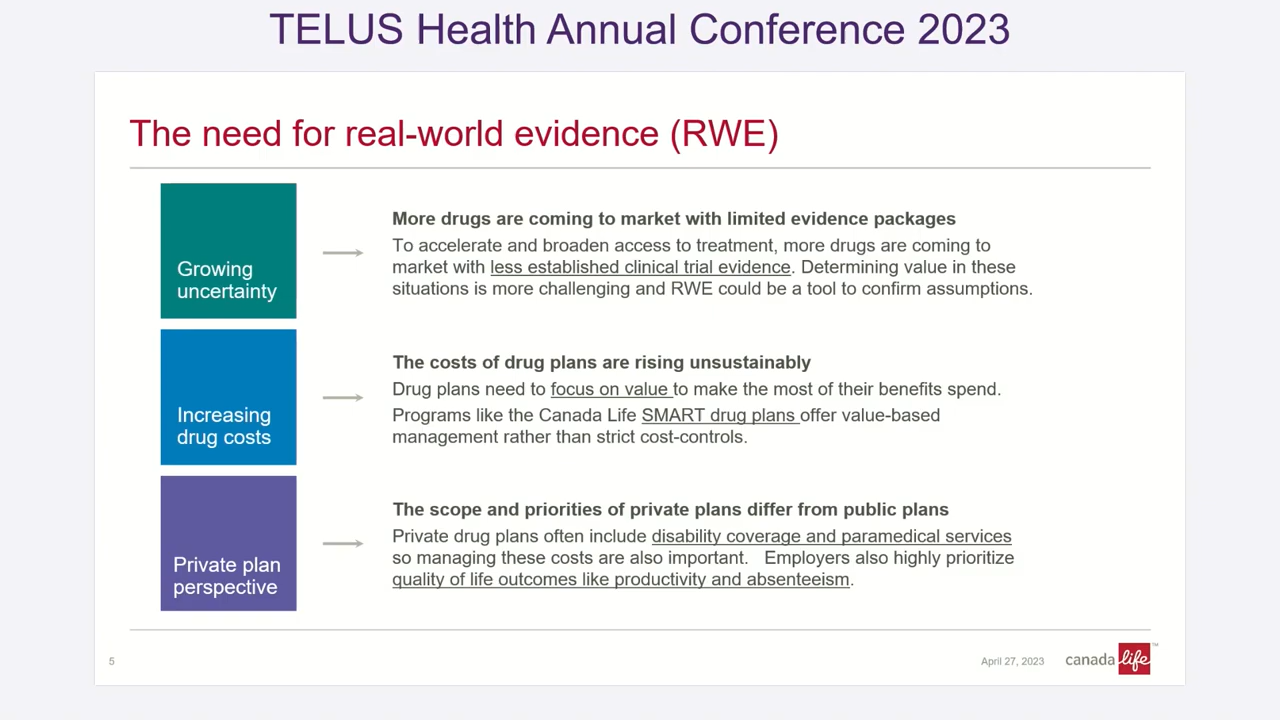 TELUS Health Annual Conference 2023
The need for real-world evidence (RWE)
Growing
uncertainty
More drugs are coming to market with limited evidence packages
To accelerate and broaden access to treatment, more drugs are coming to
market with less established clinical trial evidence. Determining value in these
situations is more challenging and RWE could be a tool to confirm assumptions.
Increasing
drug costs
The costs of drug plans are rising unsustainably
Drug plans need to focus on value to make the most of their benefits spend.
Programs like the Canada Life SMART drug plans offer value-based
management rather than strict cost-controls.
Private plan
perspective
The scope and priorities of private plans differ from public plans
Private drug plans often include disability coverage and paramedical services
so managing these costs are also important. Employers also highly prioritize
quality of life outcomes like productivity and absenteeism.
5
April 27, 2023
canada life™